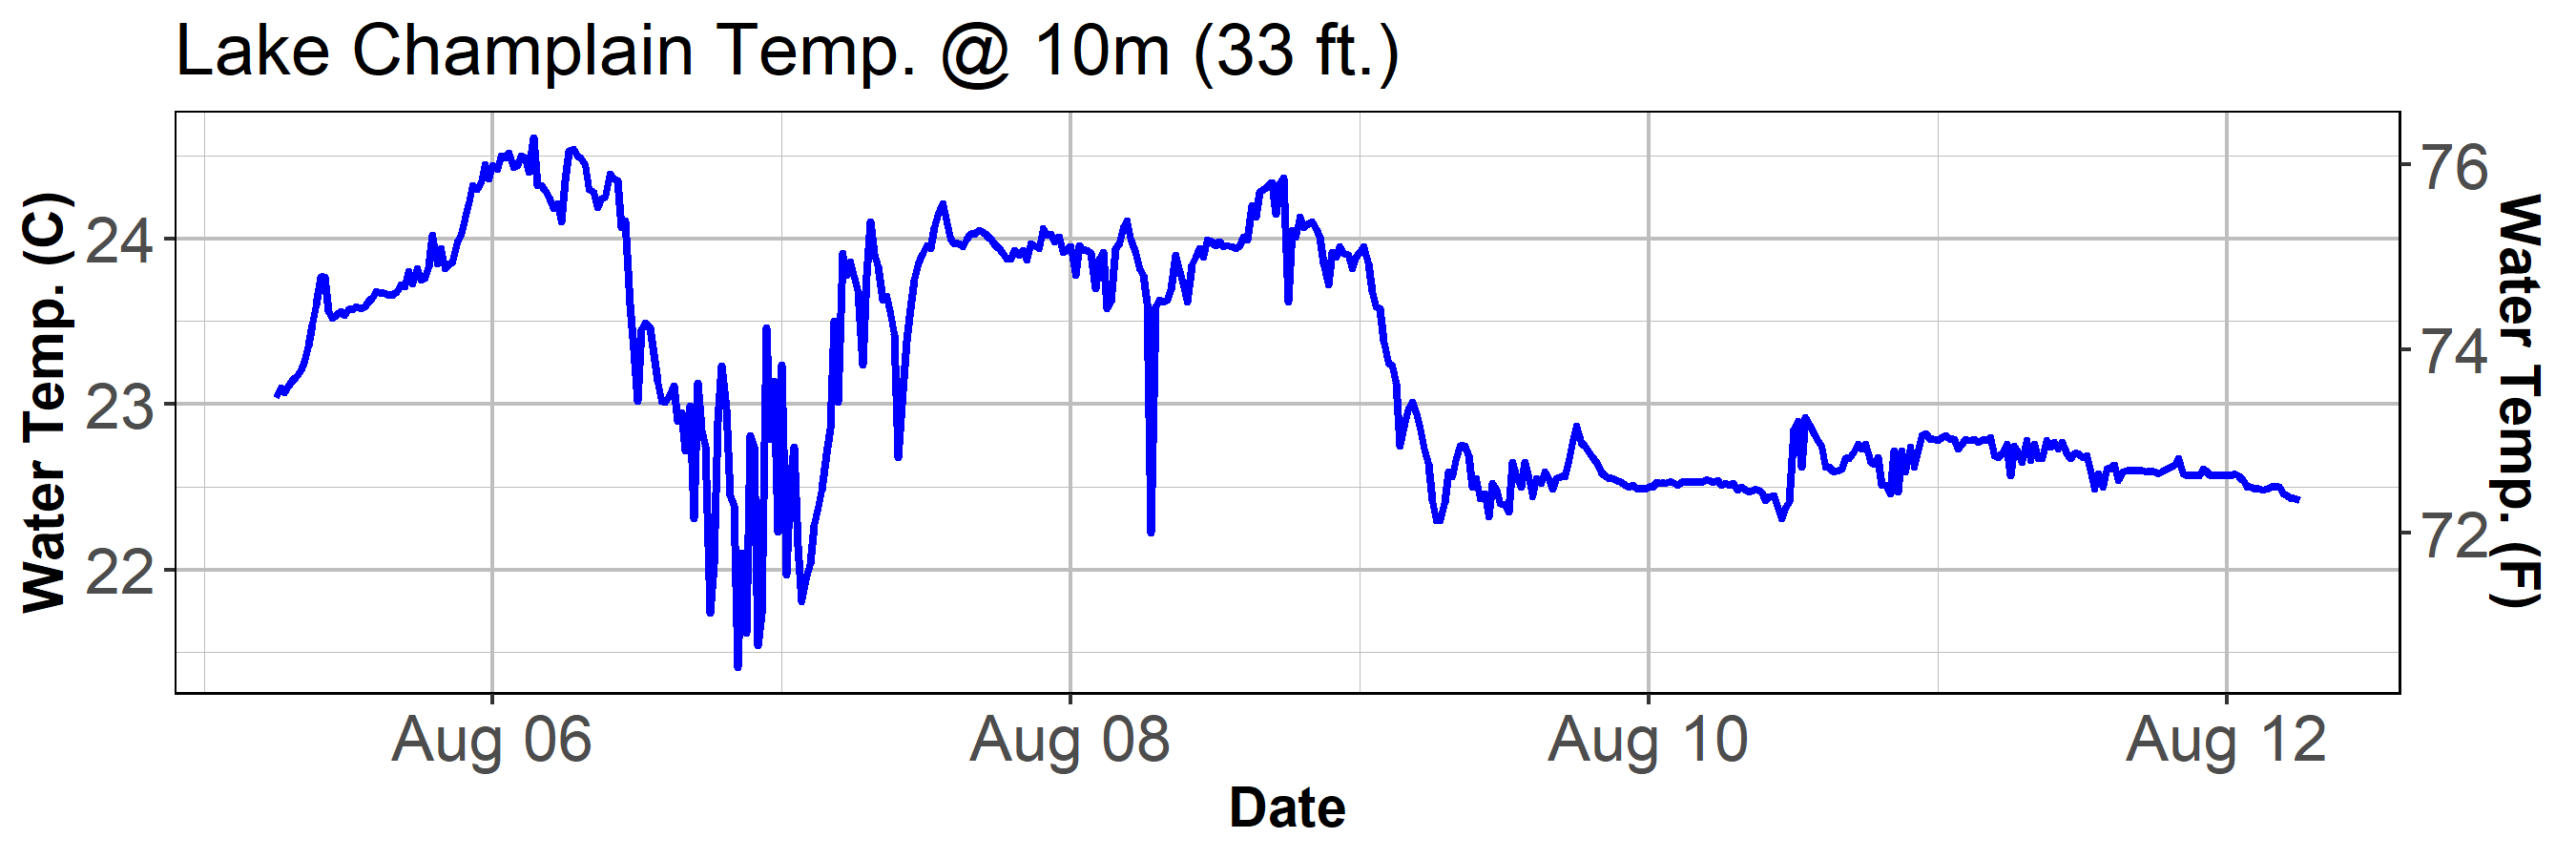 Lake Champlain Temp. @ 10m (33 ft.)
Water Temp. (C)
24
23
22
76
74
72
Water Temp. (F)
Aug 06
Aug 08
Aug 10
Aug 12
Date